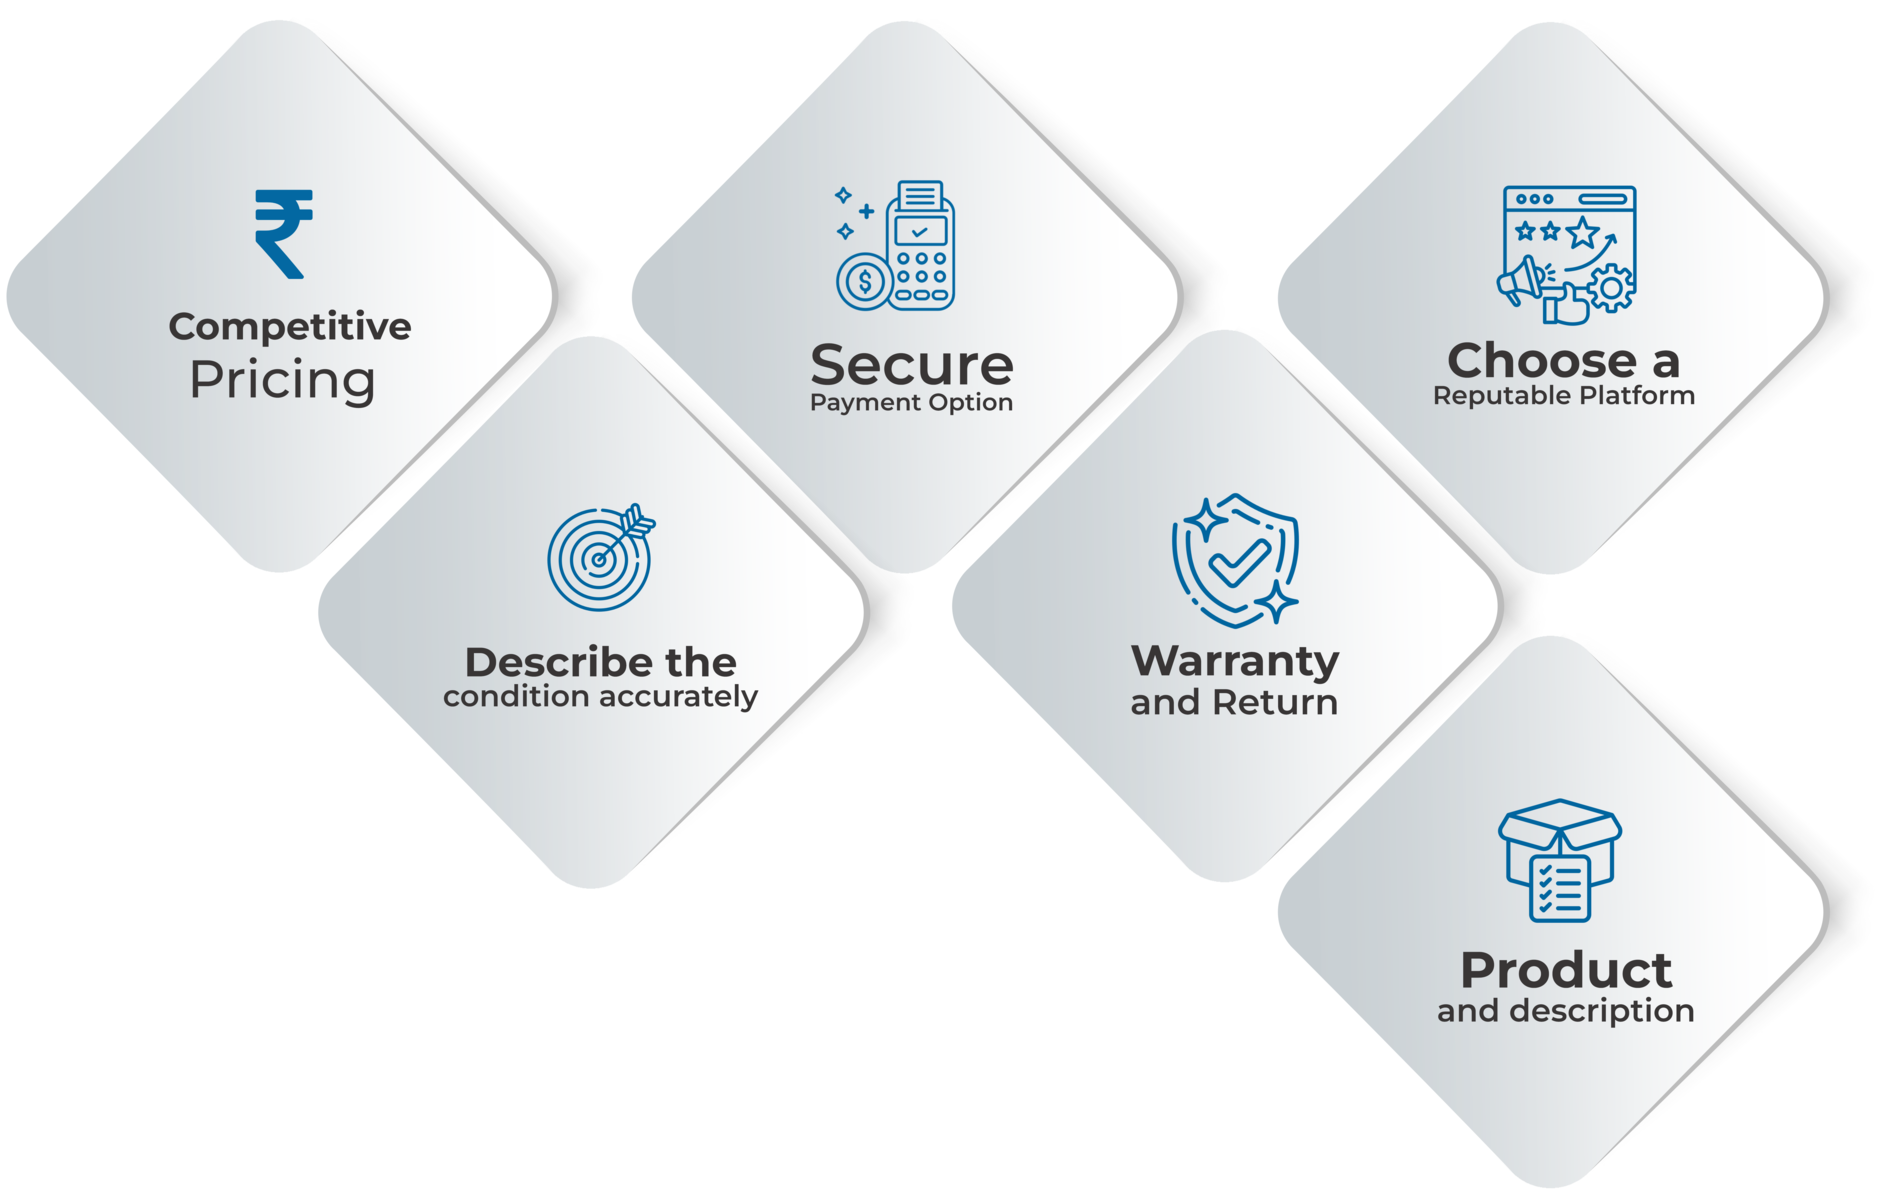 Competitive
Pricing
Secure
Payment Option
Choose a
Reputable Platform
Describe the
condition accurately
Warranty
and Return
Product
and description